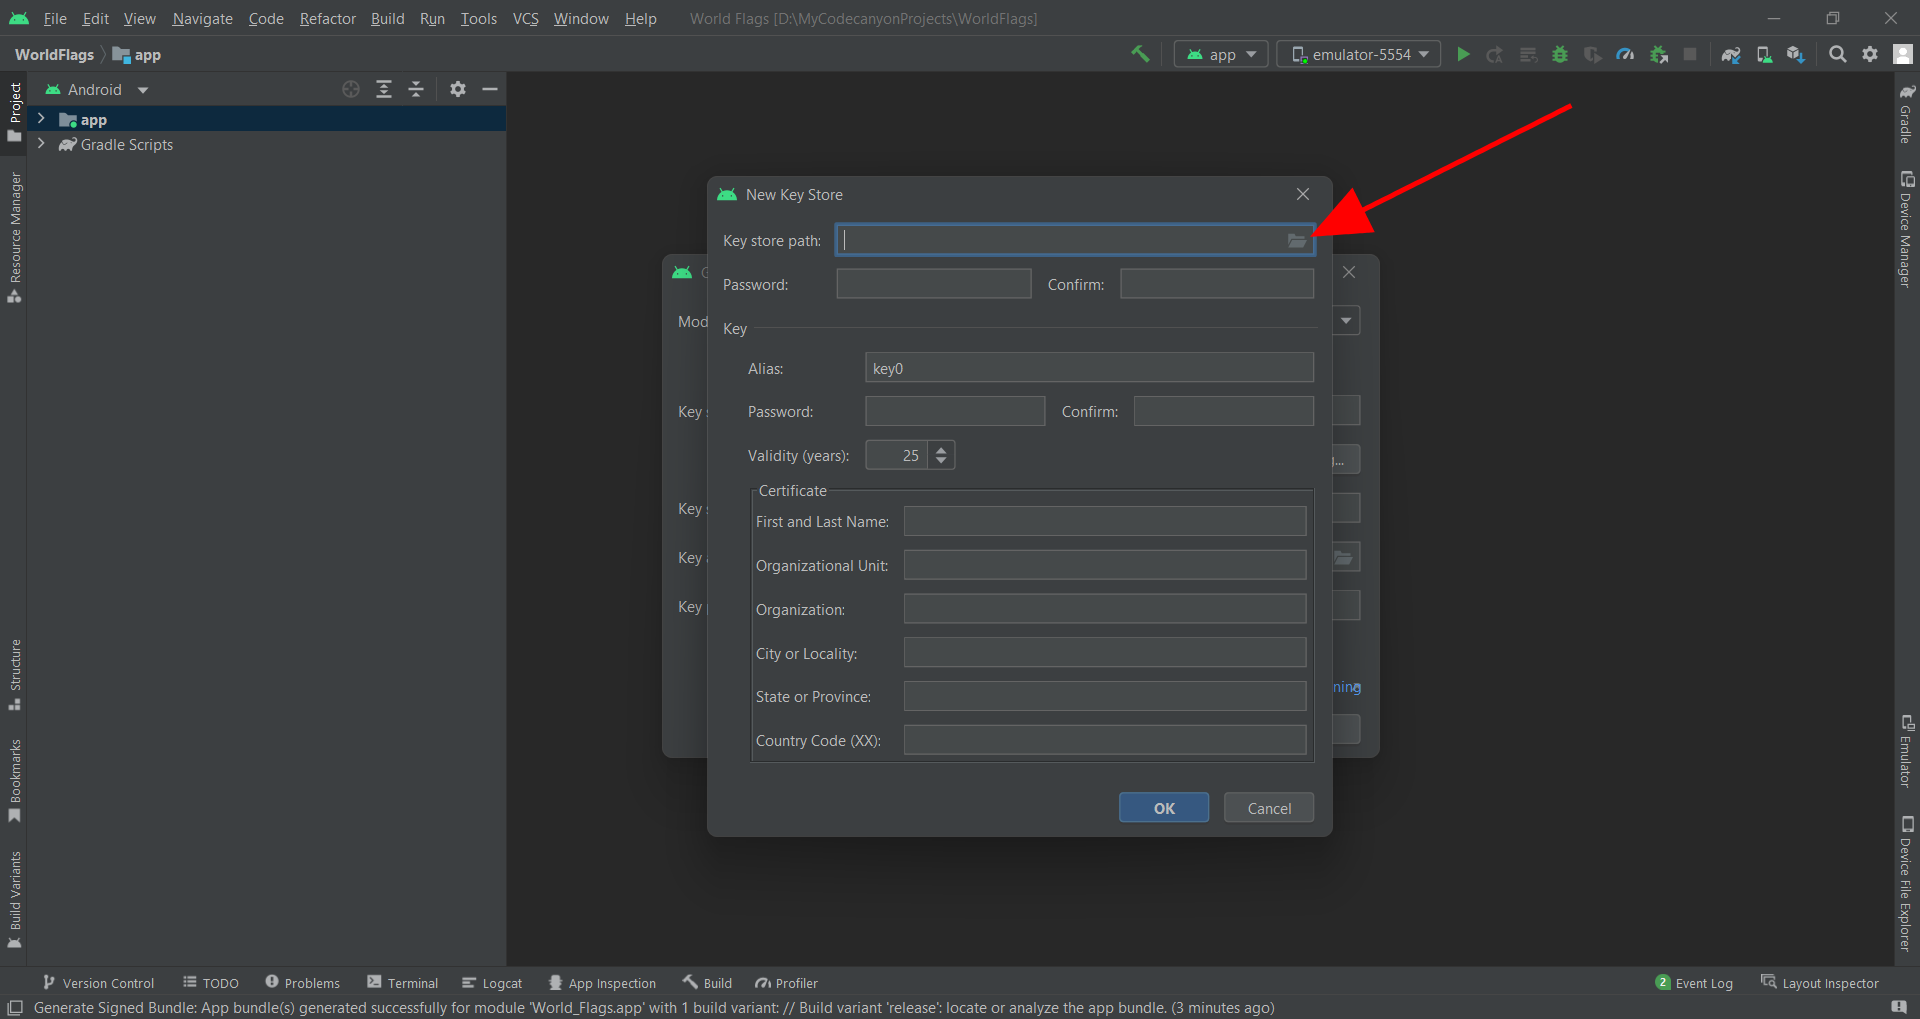 File Edit View Navigate Code Refactor Build Run Tools VCS Window Help World Flags [D:\MyCodecanyonProjects\WorldFlags]
WorldFlags app app emulator-5554
Project
Android
app
Gradle Scripts
Resource Manager
Structure
Bookmarks
Build Variants
New Key Store
Key store path:
Password: Confirm:
Key
Alias: key0
Password: Confirm:
Validity (years): 25
Certificate
First and Last Name:
Organizational Unit:
Organization:
City or Locality:
State or Province:
Country Code (XX):
OK Cancel
G
Mod
Key s
Key s
Key
Key
ning
Gradle
Device Manager
Emulator
Device File Explorer
Version Control TODO Problems Terminal Logcat App Inspection Build Profiler 2 Event Log Layout Inspector
Generate Signed Bundle: App bundle(s) generated successfully for module 'World_Flags.app' with 1 build variant: // Build variant 'release': locate or analyze the app bundle. (3 minutes ago)